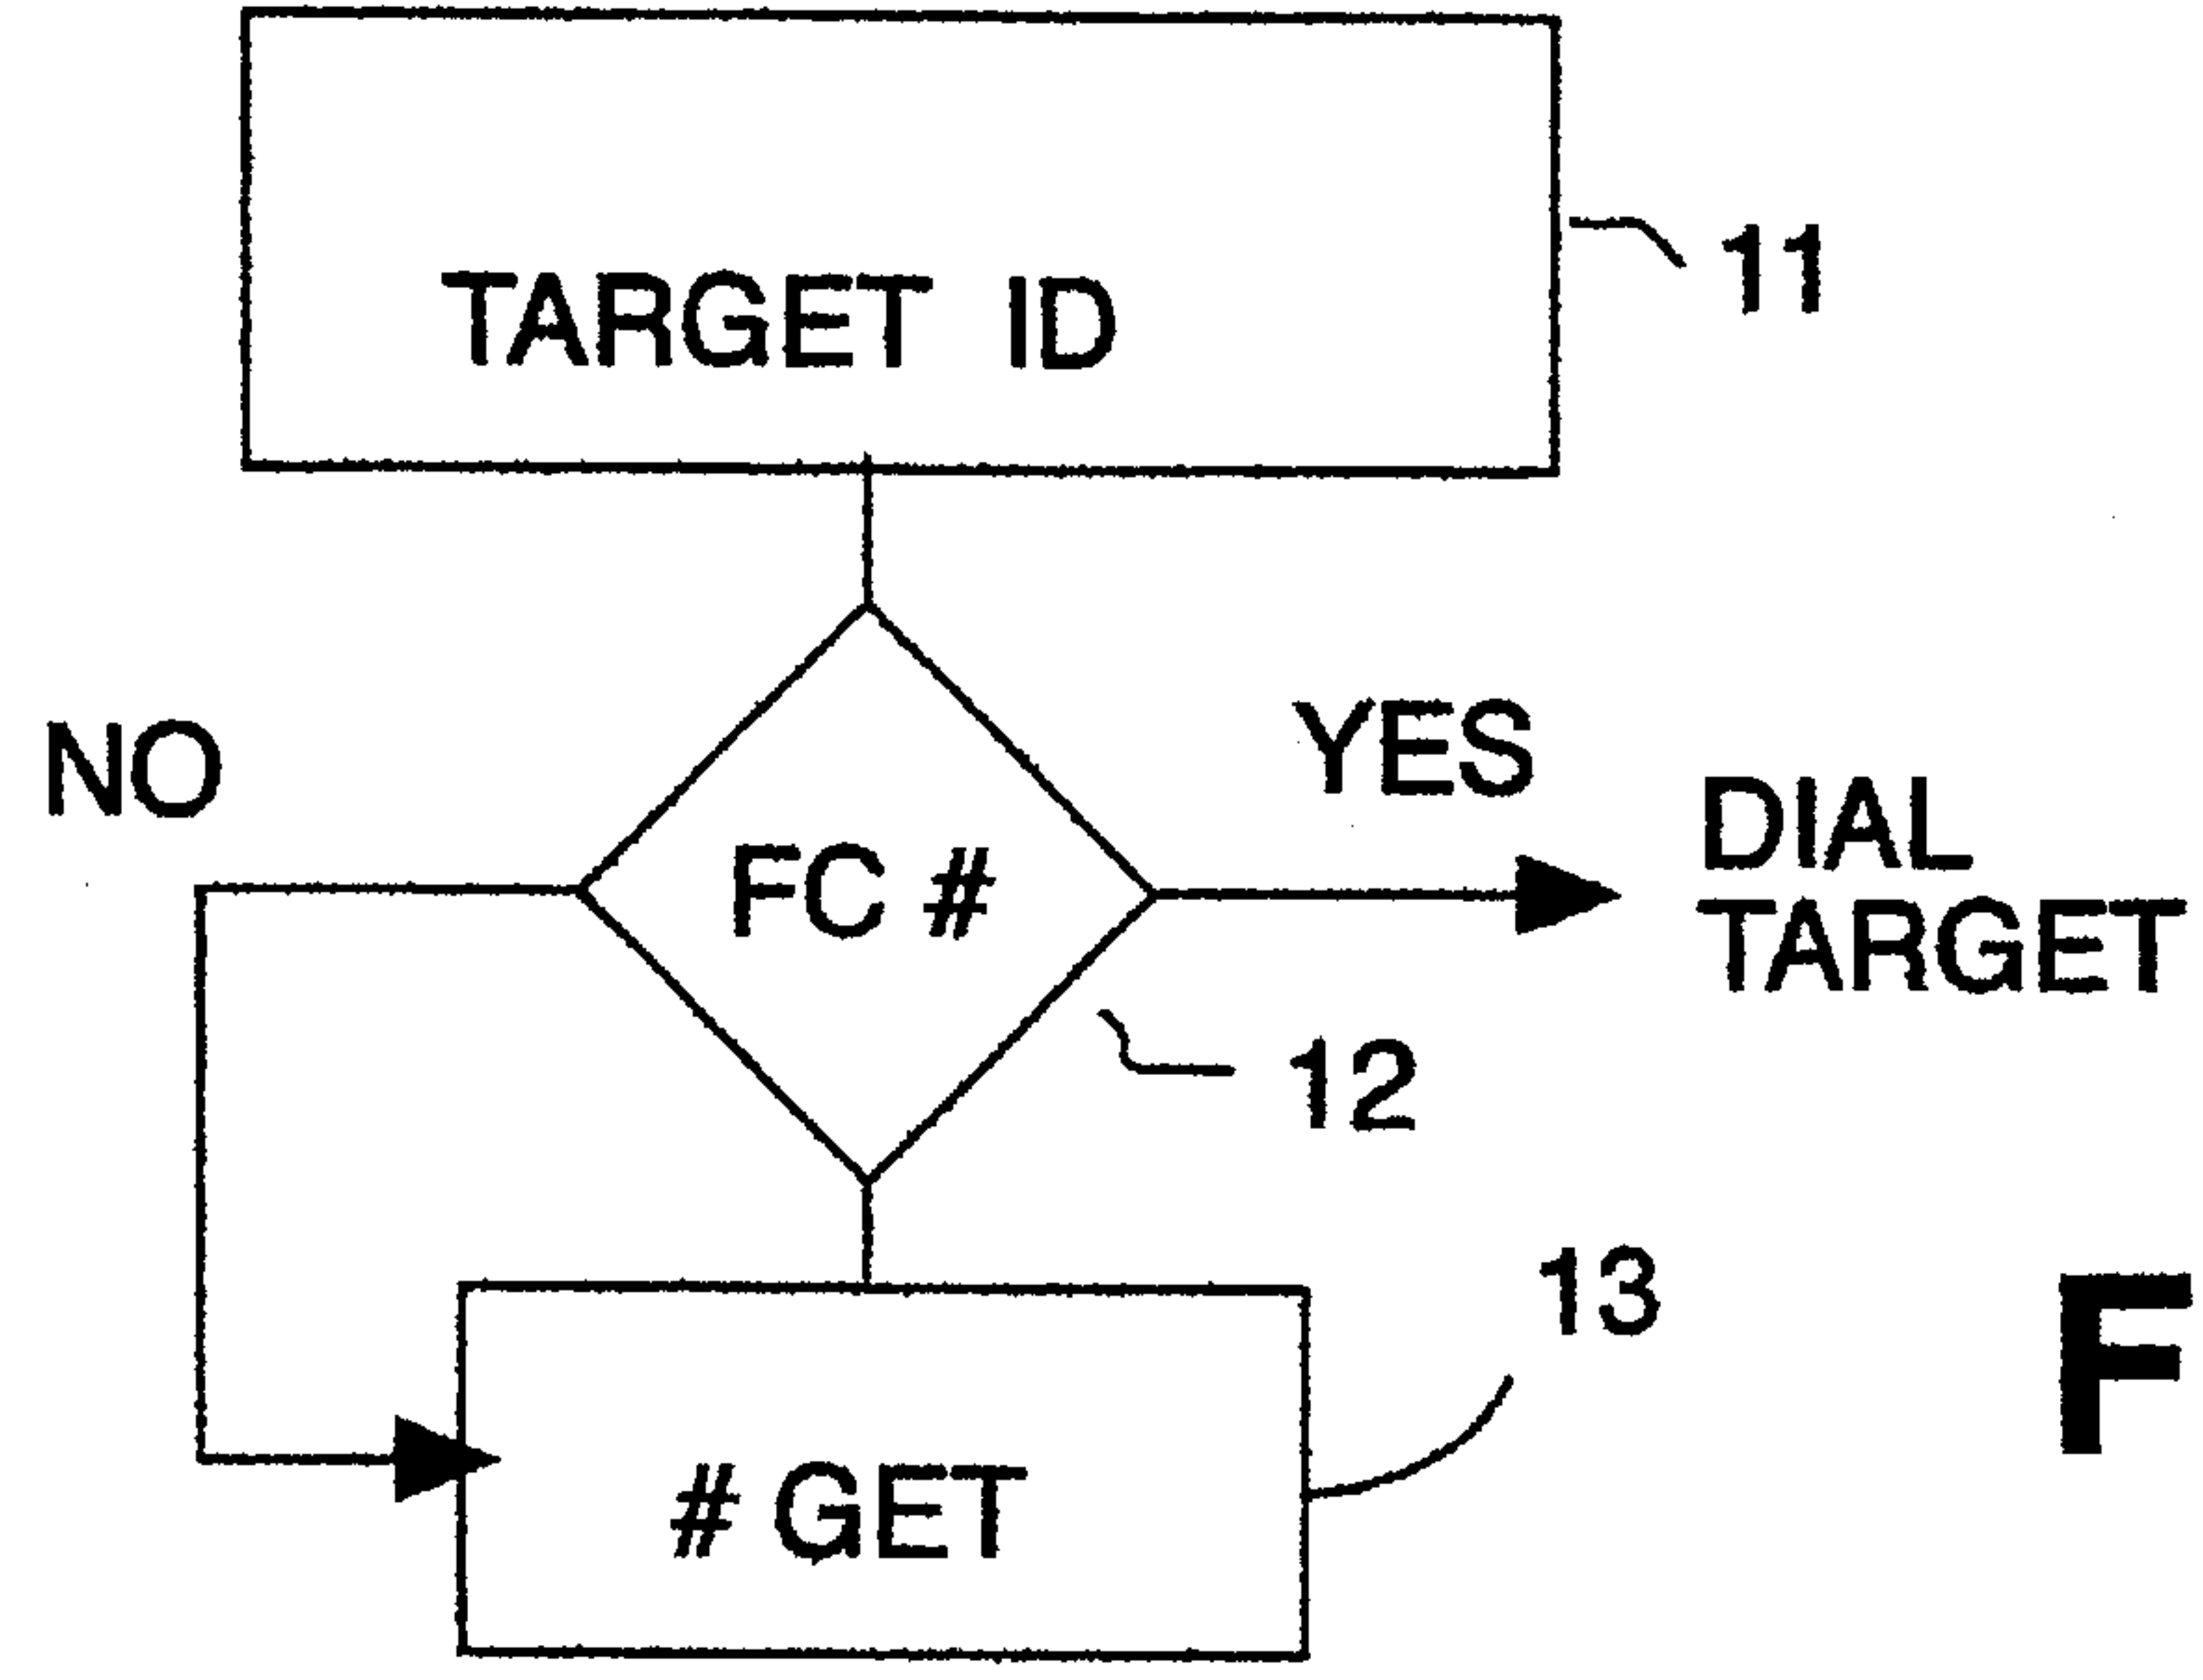 TARGET ID
11
NO
YES
DIAL
TARGET
FC #
12
13
# GET
F